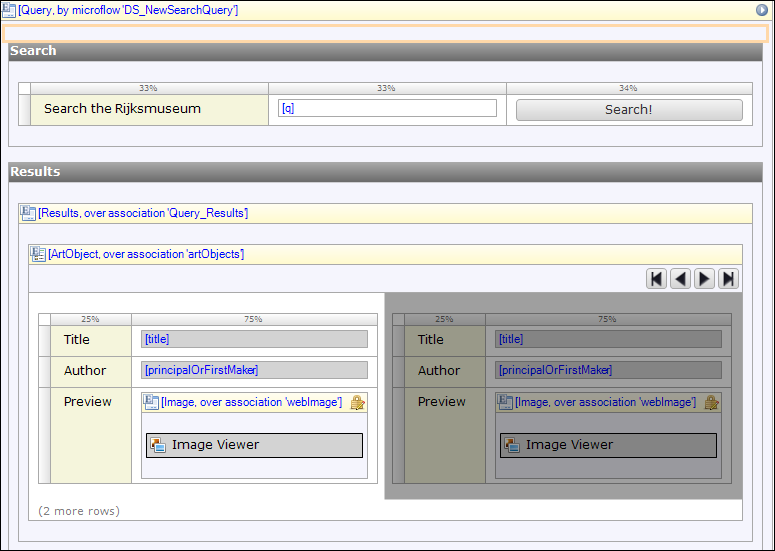 [Query, by microflow 'DS_NewSearchQuery']
Search
33% 33% 34%
Search the Rijksmuseum [q] Search!
Results
[Results, over association 'Query_Results']
[ArtObject, over association 'artObjects']
25% 75% 25% 75%
Title [title] Title [title]
Author [principalOrFirstMaker] Author [principalOrFirstMaker]
Preview [Image, over association 'webImage'] Preview [Image, over association 'webImage']
Image Viewer Image Viewer
(2 more rows)